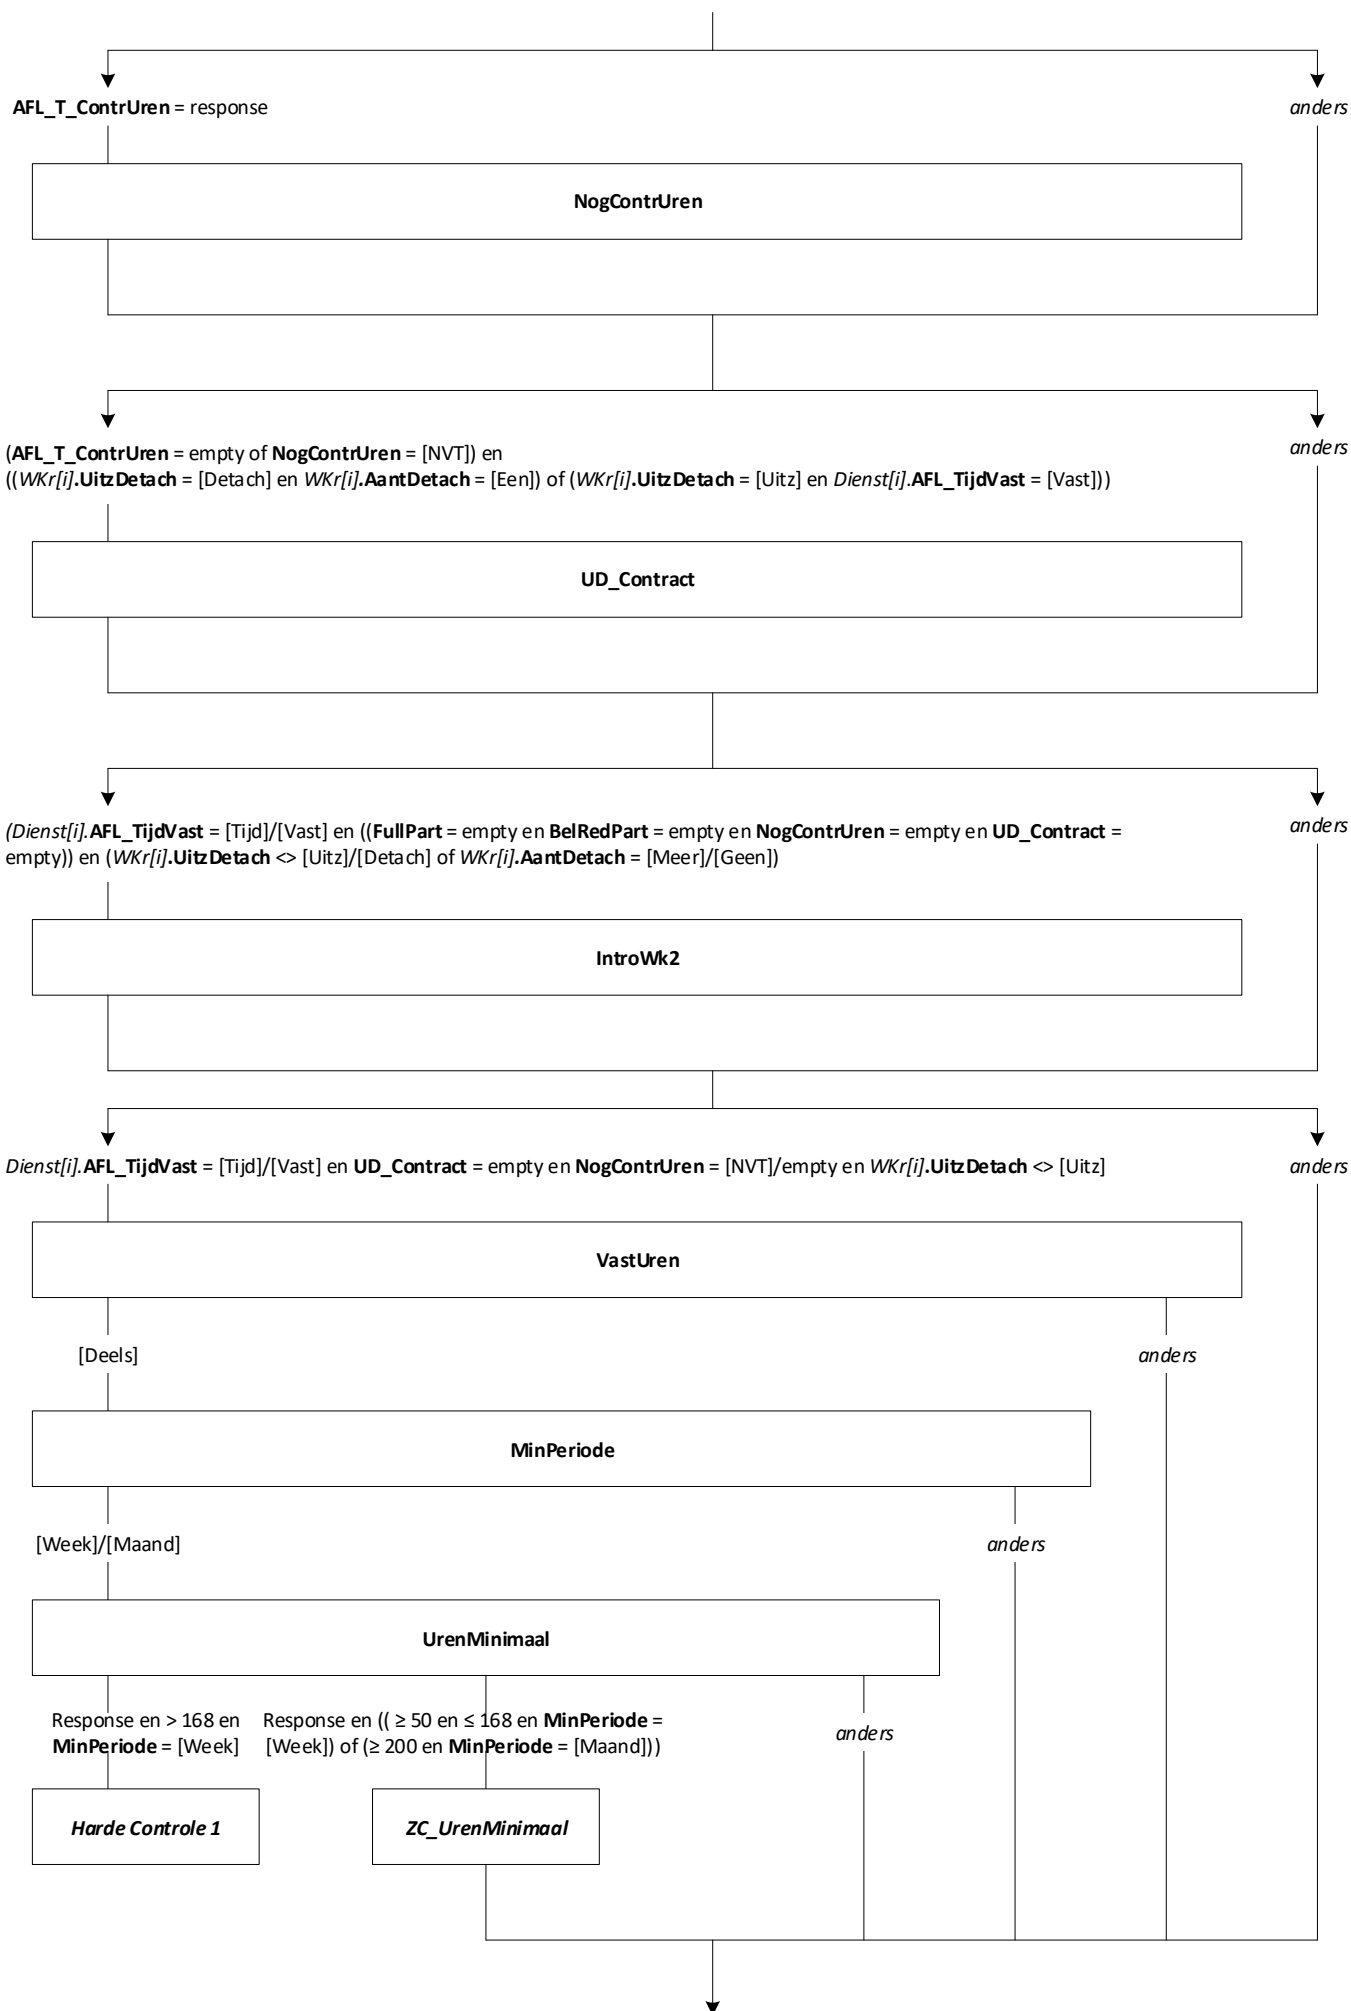 AFL_T_ContrUren = response
anders
NogContrUren
(AFL_T_ContrUren = empty of NogContrUren = [NVT]) en
anders
((WKr[i].UitzDetach = [Detach] en WKr[i].AantDetach = [Een]) of (WKr[i].UitzDetach = [Uitz] en Dienst[i].AFL_TijdVast = [Vast]))
UD_Contract
(Dienst[i].AFL_TijdVast = [Tijd]/[Vast] en ((FullPart = empty en BelRedPart = empty en NogContrUren = empty en UD_Contract =
anders
empty)) en (WKr[i].UitzDetach <> [Uitz]/[Detach] of WKr[i].AantDetach = [Meer]/[Geen])
IntroWk2
Dienst[i].AFL_TijdVast = [Tijd]/[Vast] en UD_Contract = empty en NogContrUren = [NVT]/empty en WKr[i].UitzDetach <> [Uitz]
anders
VastUren
[Deels]
anders
MinPeriode
[Week]/[Maand]
anders
UrenMinimaal
Response en > 168 en
MinPeriode = [Week]
Response en (( ≥ 50 en ≤ 168 en MinPeriode =
[Week]) of (≥ 200 en MinPeriode = [Maand]))
anders
Harde Controle 1
ZC_UrenMinimaal